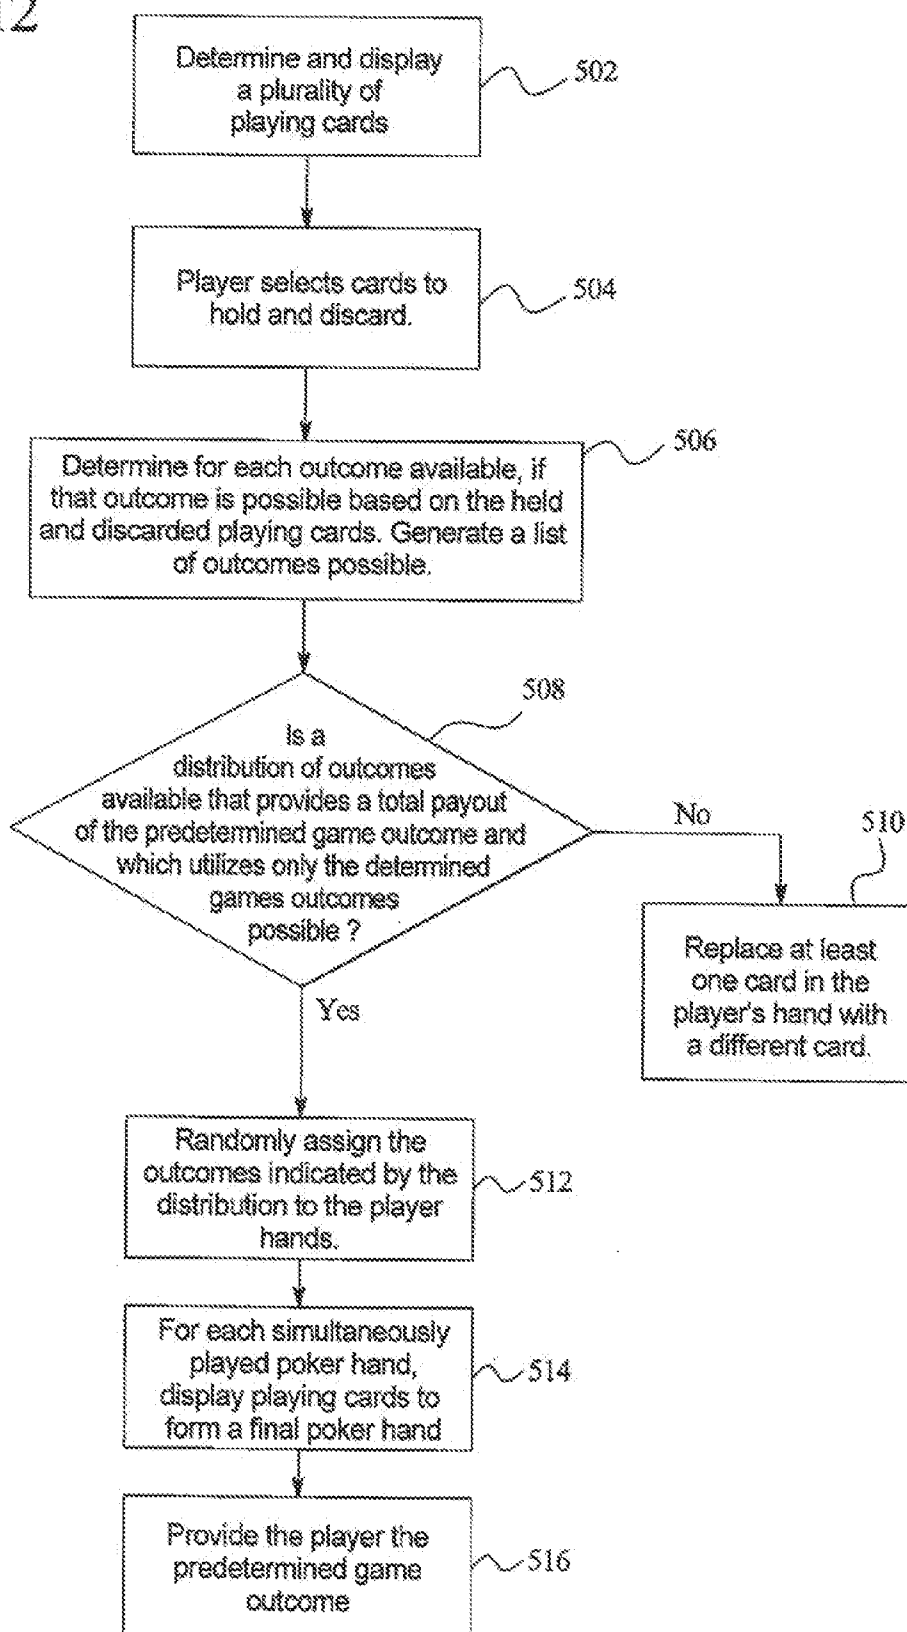 12
Determine and display
a plurality of
playing cards
502
Player selects cards to
hold and discard.
504
506
Determine for each outcome available, if
that outcome is possible based on the held
and discarded playing cards. Generate a list
of outcomes possible.
508
Is a
distribution of outcomes
available that provides a total payout
of the predetermined game outcome and
which utilizes only the determined
games outcomes
possible ?
No
510
Replace at least
one card in the
player's hand with
a different card.
Yes
Randomly assign the
outcomes indicated by the
distribution to the player
hands.
512
For each simultaneously
played poker hand,
display playing cards to
form a final poker hand
514
Provide the player the
predetermined game
outcome
516